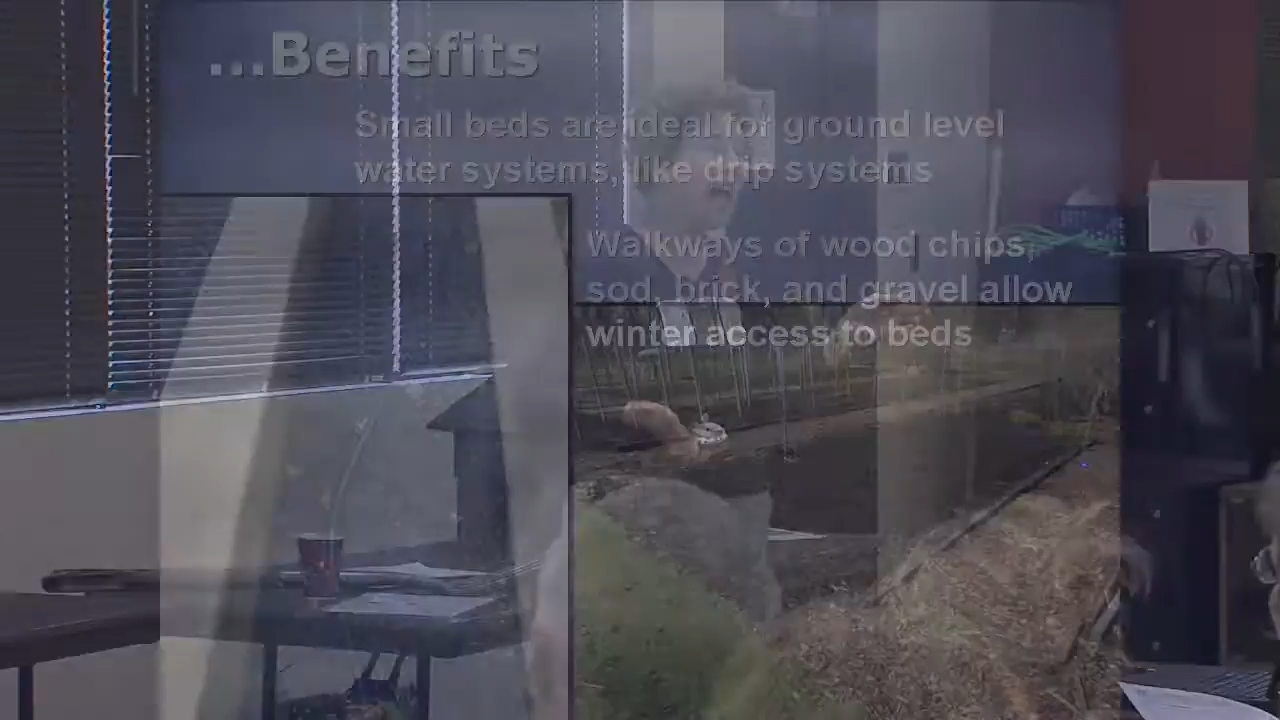 ...Benefits
Small beds are ideal for ground level
water systems, like drip systems
Walkways of wood chips,
sod, brick, and gravel allow
winter access to beds